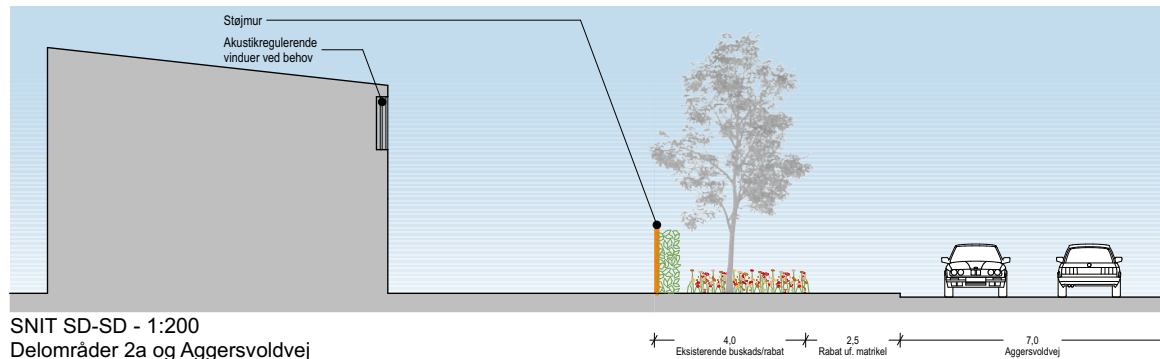 Støjmur
Akustikregulerende
vinduer ved behov
SNIT SD-SD - 1:200
Delområder 2a og Aggersvoldvej
4,0
Eksisterende buskads/rabat
2,5
Rabat uf. matrikel
7,0
Aggersvoldvej